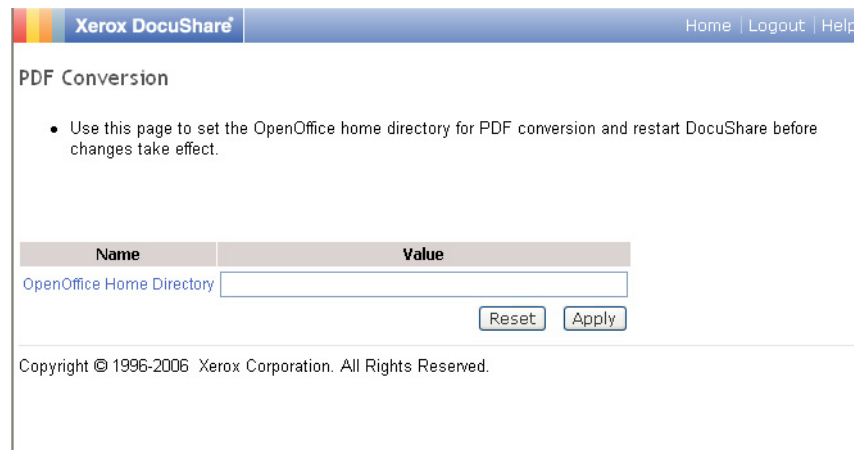 Xerox DocuShare
Home | Logout | Help
PDF Conversion
• Use this page to set the OpenOffice home directory for PDF conversion and restart DocuShare before
changes take effect.
Name Value
OpenOffice Home Directory
Reset Apply
Copyright © 1996-2006 Xerox Corporation. All Rights Reserved.